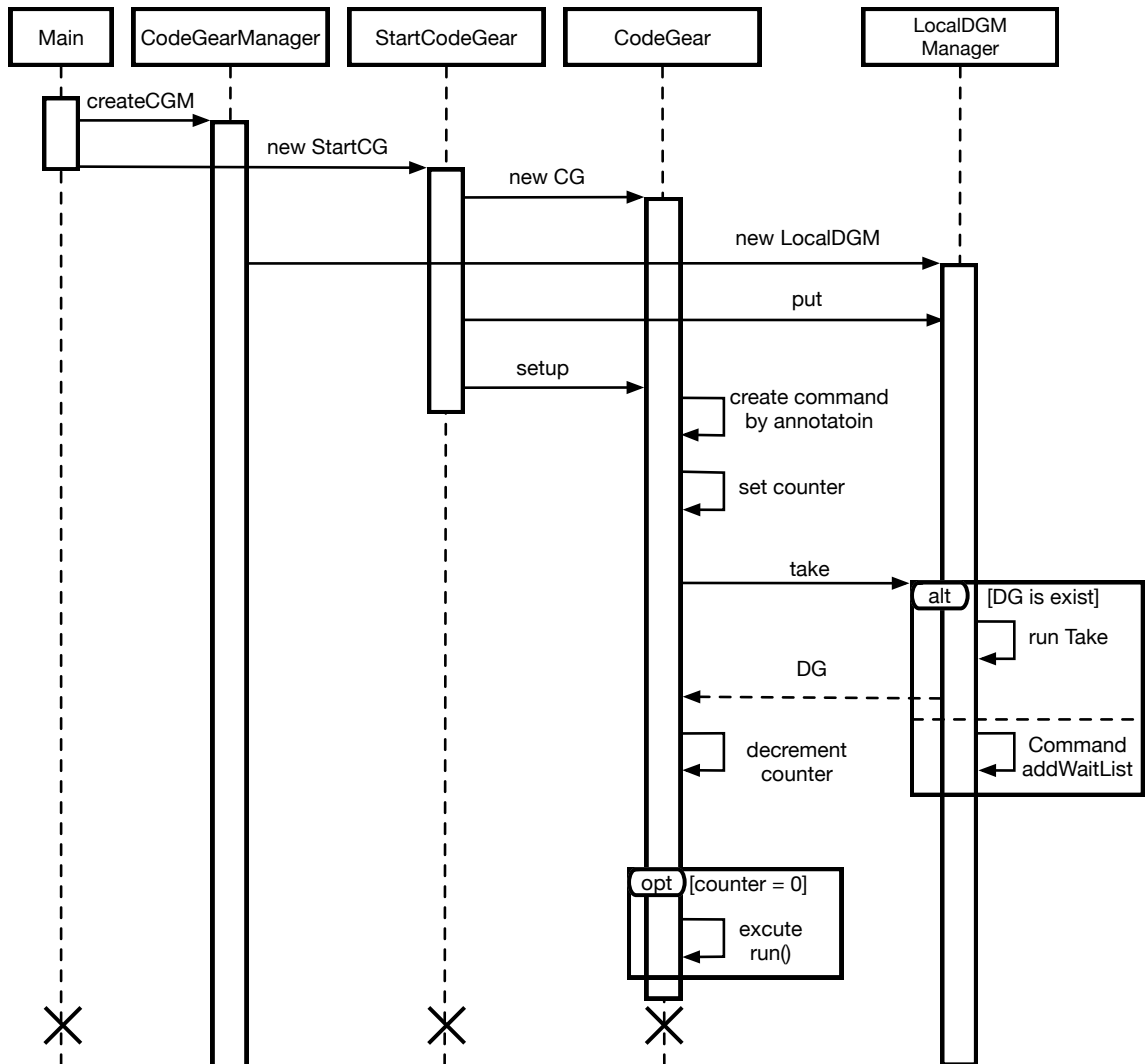 Main
CodeGearManager
StartCodeGear
CodeGear
LocalDGM
Manager
createCGM
new StartCG
new CG
new LocalDGM
put
setup
create command
by annotatoin
set counter
take
alt
[DG is exist]
run Take
DG
decrement
counter
Command
addWaitList
opt
[counter = 0]
excute
run()